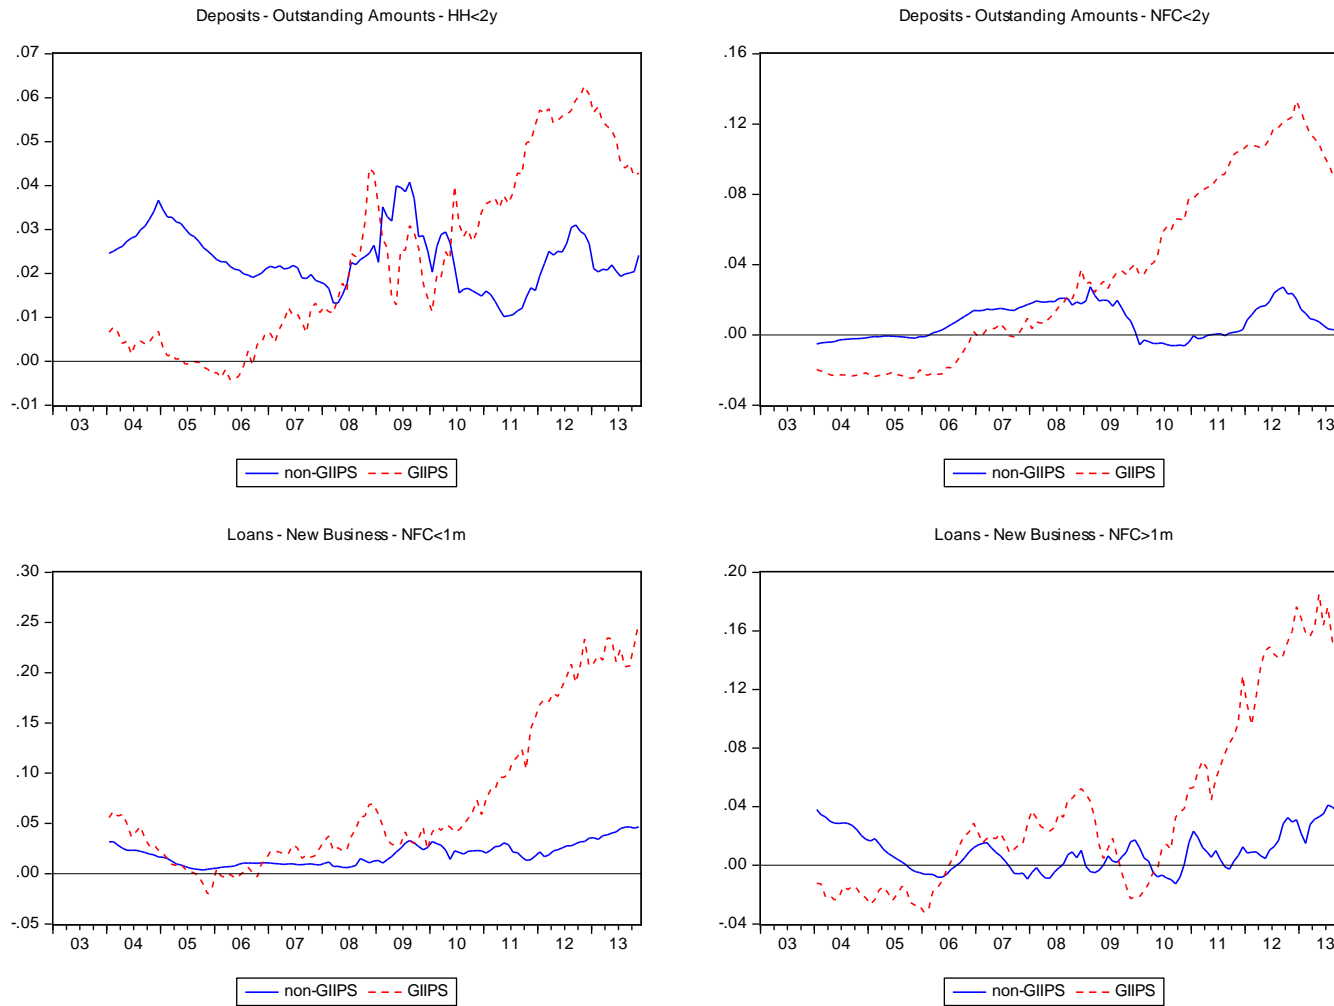 Deposits - Outstanding Amounts - HH<2y
.07
.06
.05
.04
.03
.02
.01
.00
-.01
03 04 05 06 07 08 09 10 11 12 13
non-GIIPS GIIPS
Deposits - Outstanding Amounts - NFC<2y
.16
.12
.08
.04
.00
-.04
03 04 05 06 07 08 09 10 11 12 13
non-GIIPS GIIPS
Loans - New Business - NFC<1m
.30
.25
.20
.15
.10
.05
.00
-.05
03 04 05 06 07 08 09 10 11 12 13
non-GIIPS GIIPS
Loans - New Business - NFC>1m
.20
.16
.12
.08
.04
.00
-.04
03 04 05 06 07 08 09 10 11 12 13
non-GIIPS GIIPS